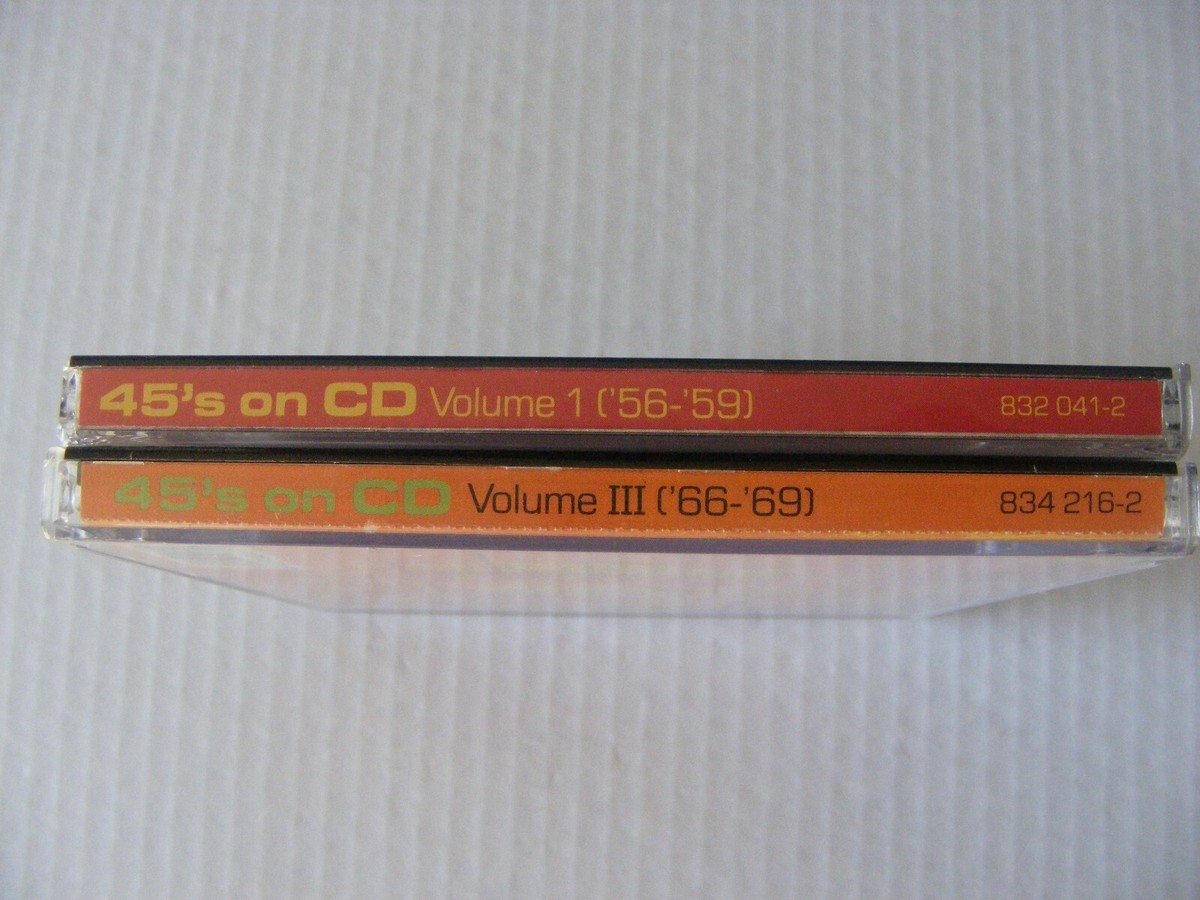 45's on CD Volume 1 ('56-'59) 832 041-2
45's on CD Volume III ('66-'69) 834 216-2